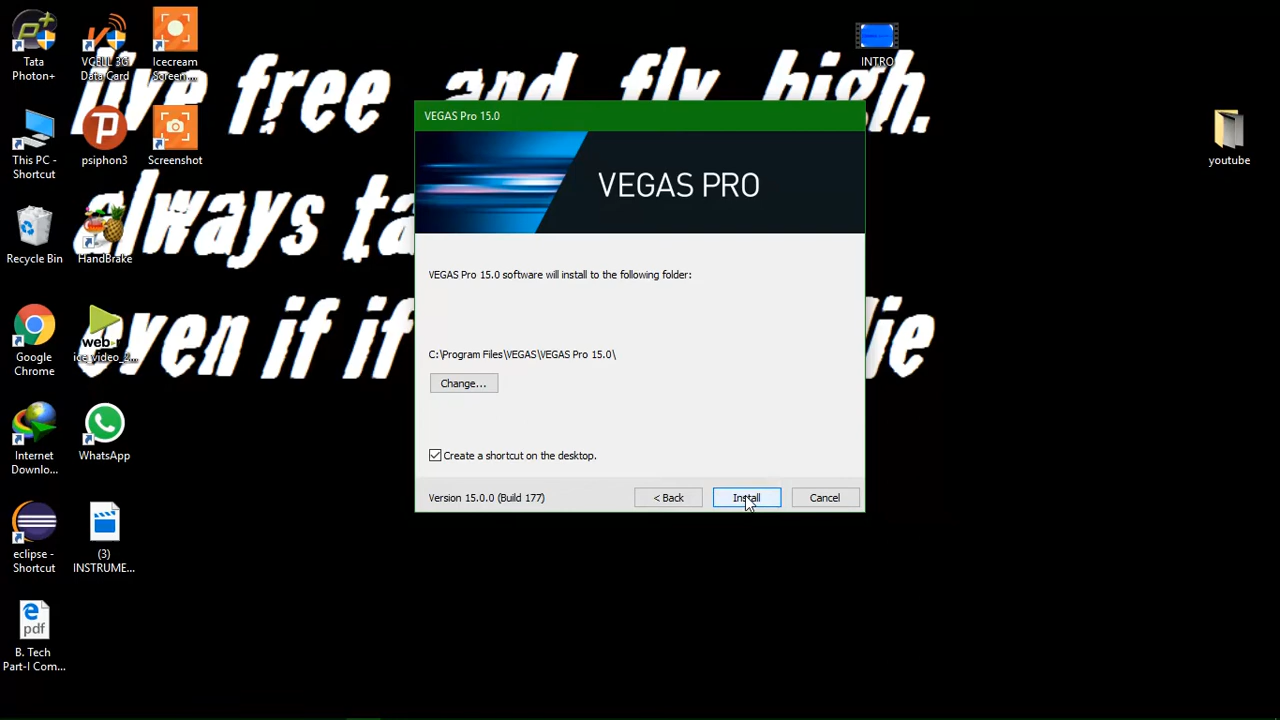 Tata
Photon+
VCELL 3G
Data Card
Icecream
Screen ...
INTRO
live free and fly high.
This PC -
Shortcut
psiphon3
Screenshot
youtube
always ta
Recycle Bin
HandBrake
even if if
die
Google
Chrome
web
ice_video_2...
Internet
Downlo...
WhatsApp
eclipse -
Shortcut
(3)
INSTRUME...
pdf
B. Tech
Part-I Com...
VEGAS Pro 15.0
VEGAS PRO
VEGAS Pro 15.0 software will install to the following folder:
C:\Program Files\VEGAS\VEGAS Pro 15.0\
Change...
Create a shortcut on the desktop.
Version 15.0.0 (Build 177)
< Back
Install
Cancel